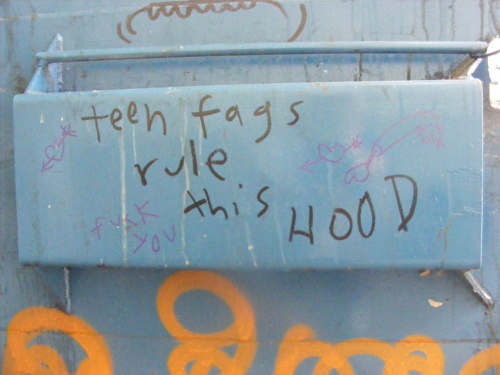 teen fags
rule
this HOOD
fuck
you